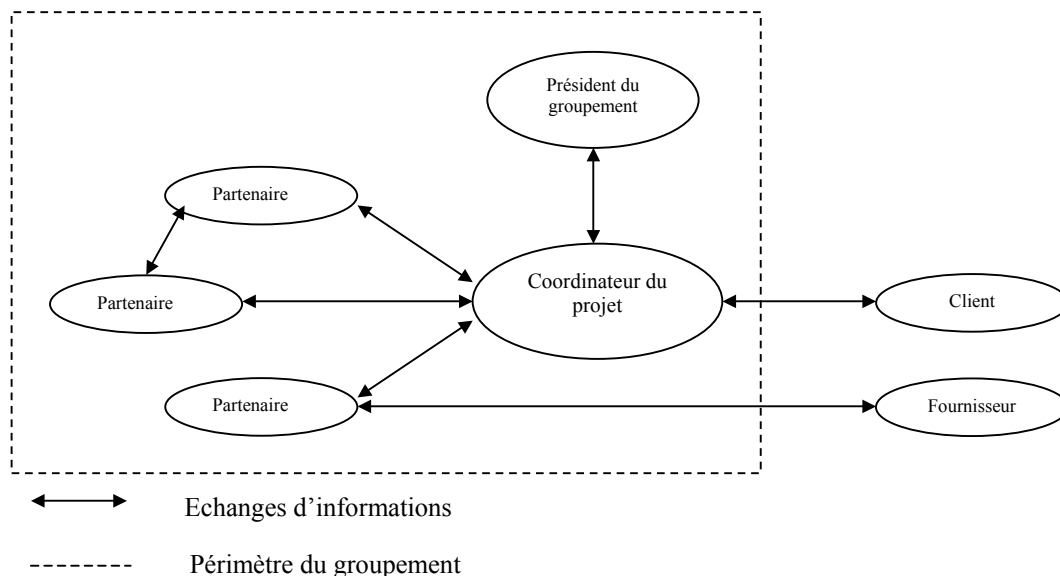 Président du
groupement
Partenaire
Partenaire
Coordinateur du
projet
Client
Partenaire
Fournisseur
Echanges d’informations
Périmètre du groupement